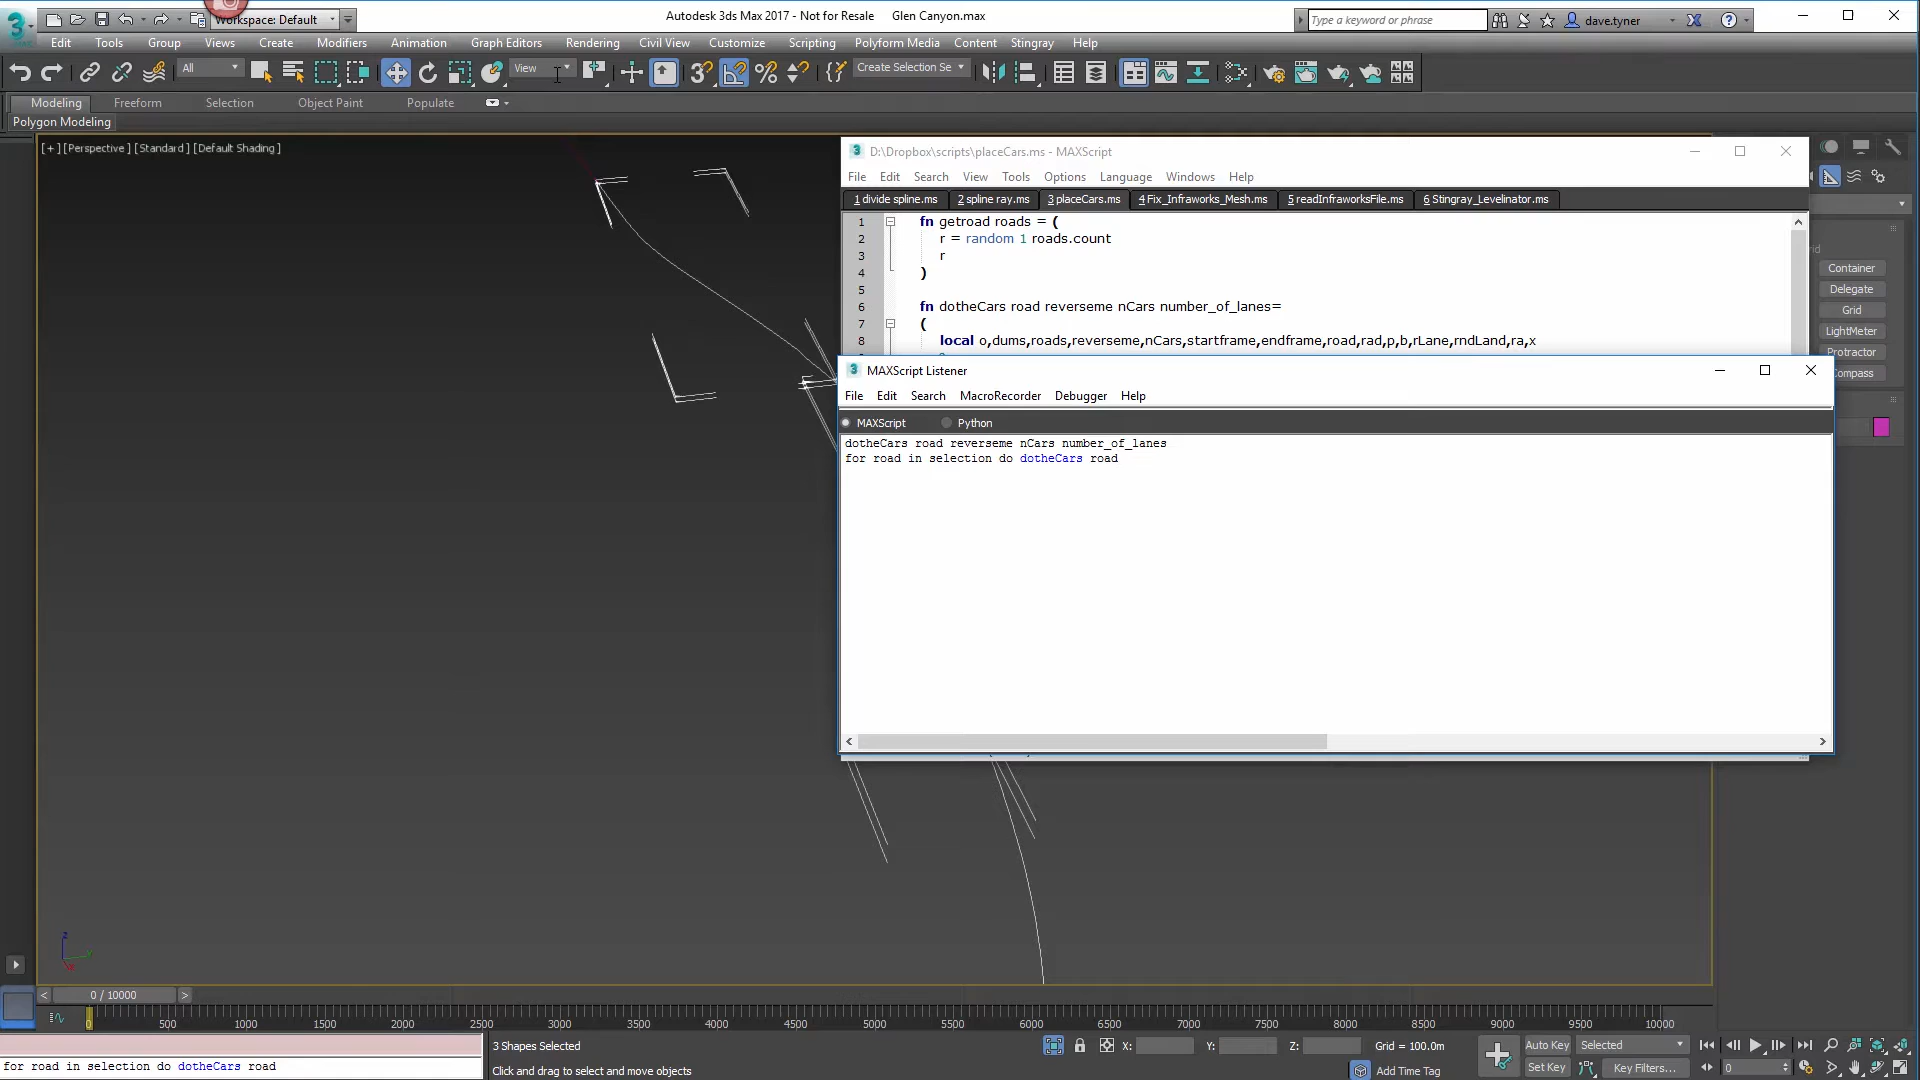 Workspace: Default
Autodesk 3ds Max 2017 - Not for Resale Glen Canyon.max
Type a keyword or phrase
dave.tyner
Edit Tools Group Views Create Modifiers Animation Graph Editors Rendering Civil View Customize Scripting Polyform Media Content Stingray Help
All View Create Selection Se
Modeling Freeform Selection Object Paint Populate
Polygon Modeling
[+] [Perspective] [Standard] [Default Shading]
D:\Dropbox\scripts\placeCars.ms - MAXScript
File Edit Search View Tools Options Language Windows Help
1 divide spline.ms 2 spline ray.ms 3 placeCars.ms 4 Fix_Infraworks_Mesh.ms 5 readInfraworksFile.ms 6 Stingray_Levelinator.ms
1 fn getroad roads = (
2 r = random 1 roads.count
3 r
4 )
5
6 fn dotheCars road reverseme nCars number_of_lanes=
7 (
8 local o,dums,roads,reverseme,nCars,startframe,endframe,road,rad,p,b,rLane,rndLand,ra,x
Container
Delegate
Grid
LightMeter
Protractor
Compass
MAXScript Listener
File Edit Search MacroRecorder Debugger Help
MAXScript Python
dotheCars road reverseme nCars number_of_lanes
for road in selection do dotheCars road
z
0 / 10000
0 500 1000 1500 2000 2500 3000 3500 4000 4500 5000 5500 6000 6500 7000 7500 8000 8500 9000 9500 10000
3 Shapes Selected X: Y: Z: Grid = 100.0m Auto Key Selected
for road in selection do dotheCars road
Click and drag to select and move objects Add Time Tag Set Key Key Filters... 0